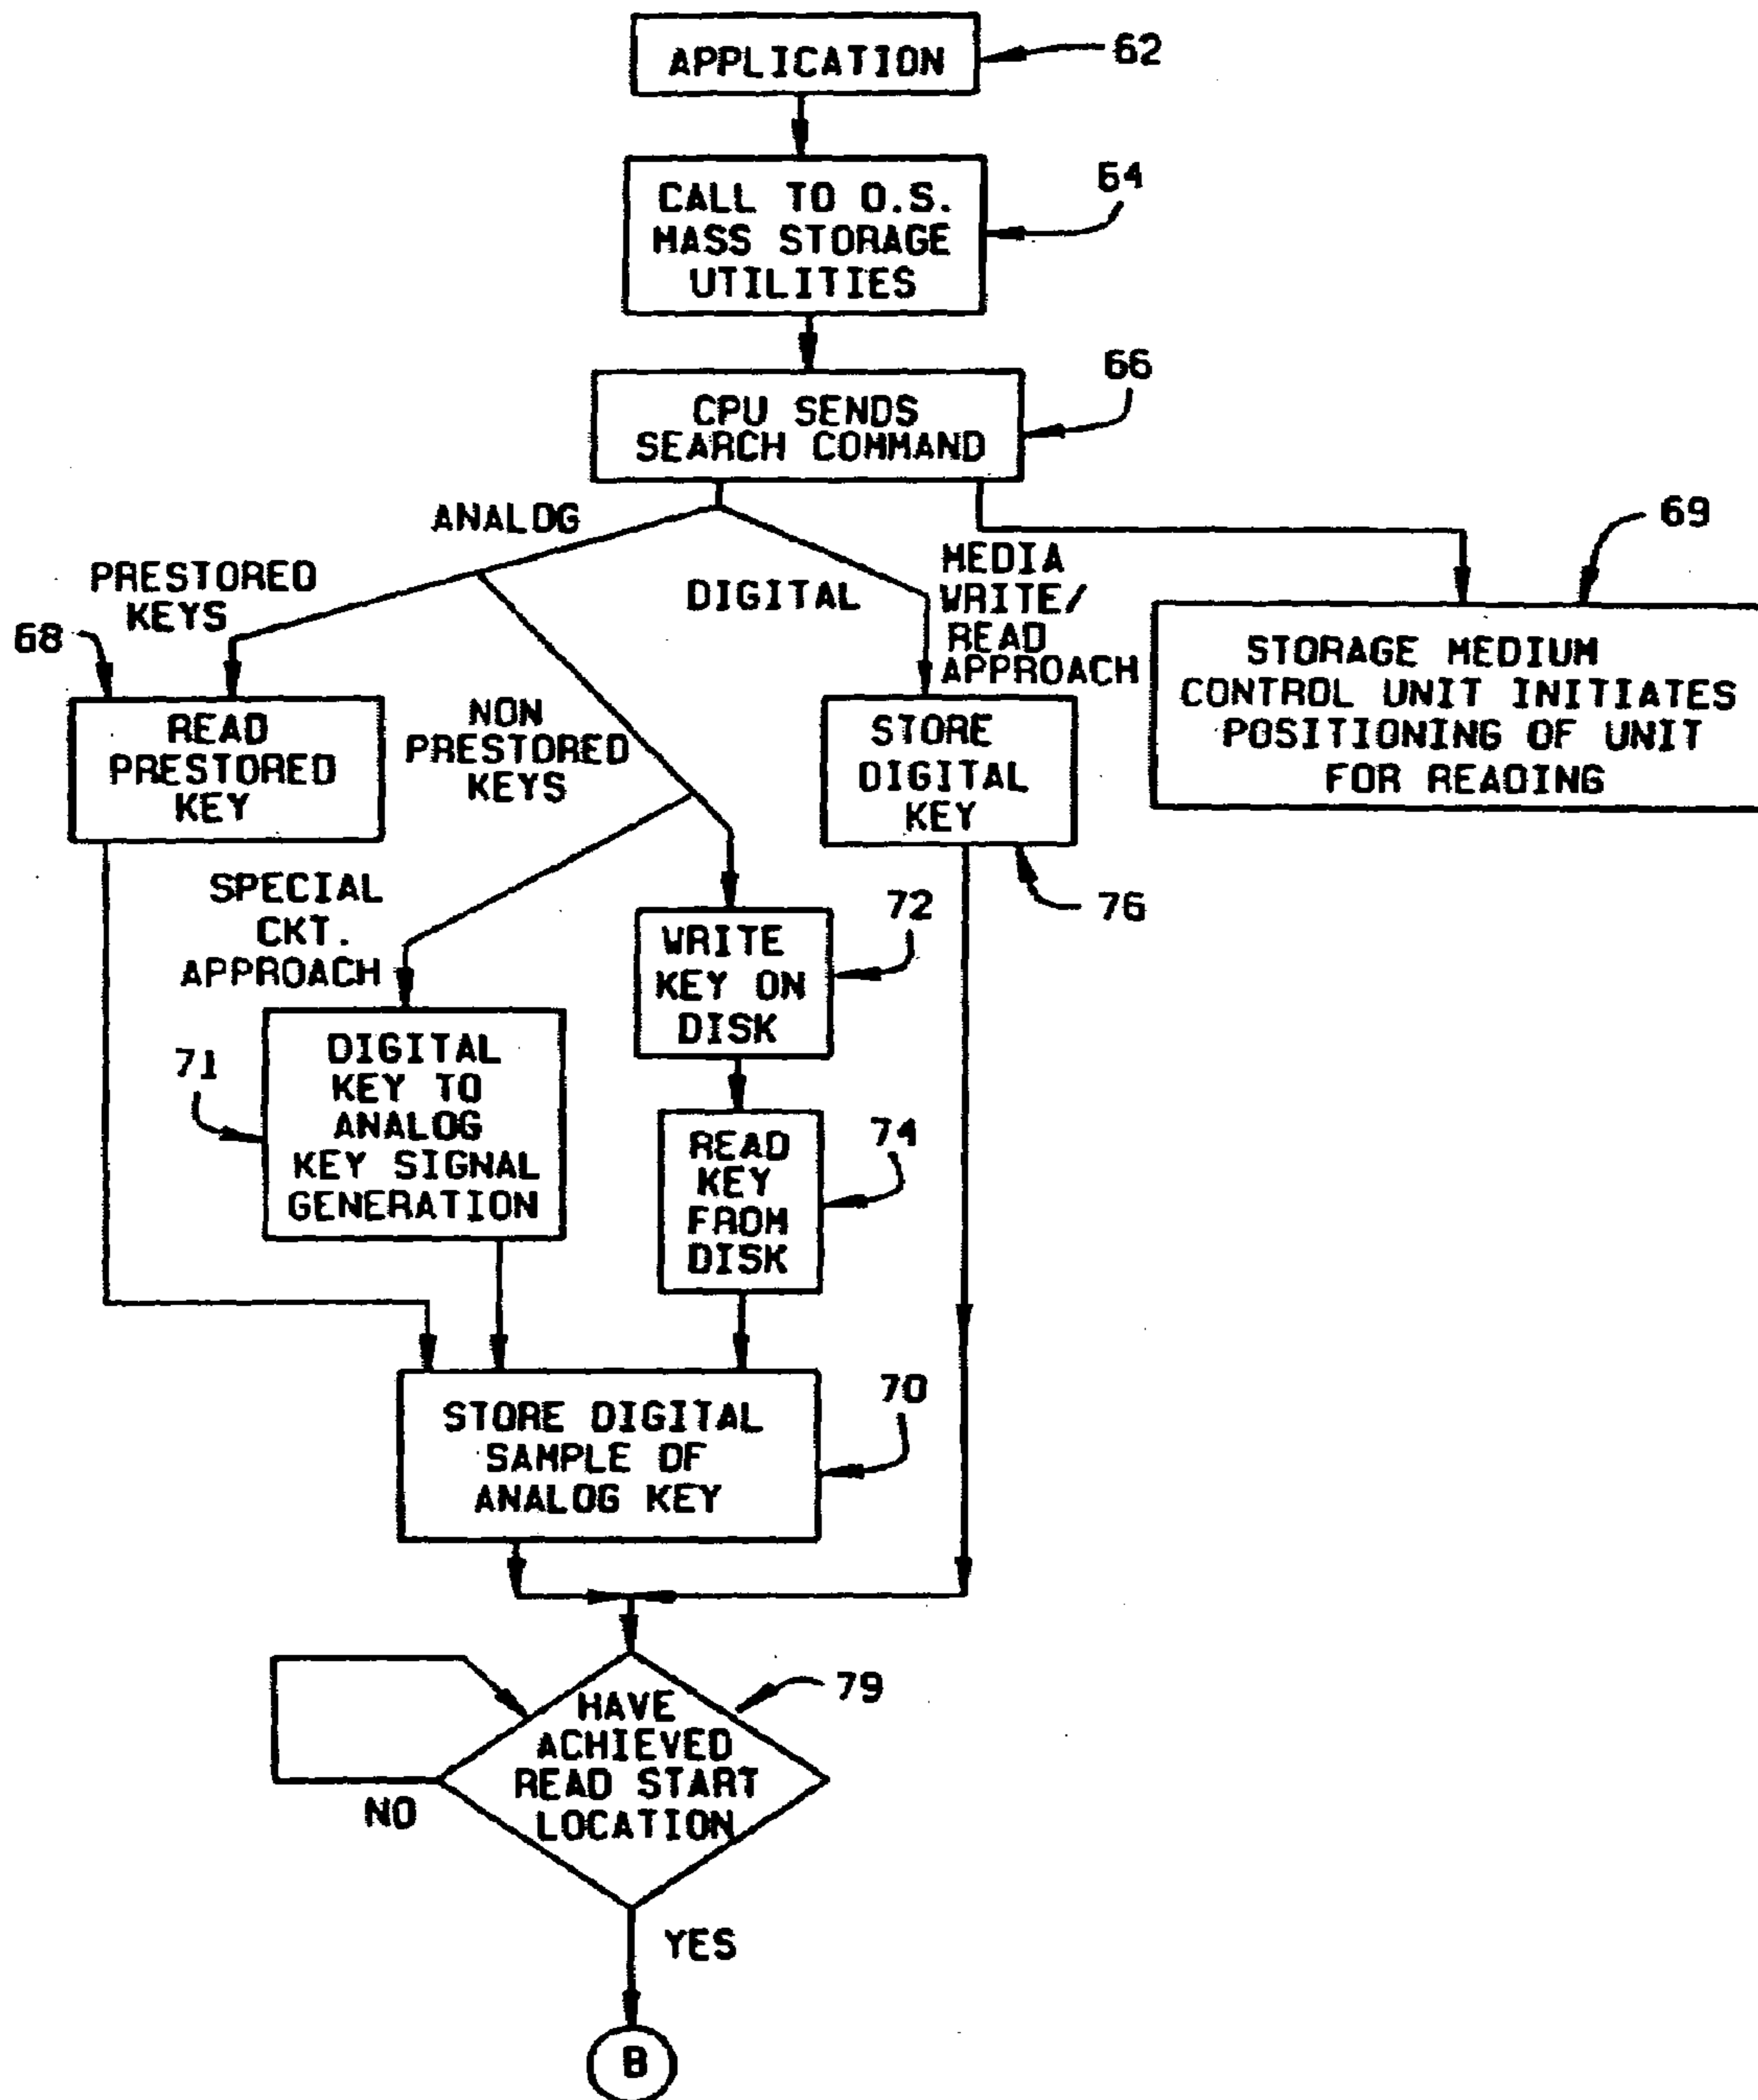 APPLICATION
62
CALL TO O.S.
MASS STORAGE
UTILITIES
64
CPU SENDS
SEARCH COMMAND
66
ANALOG
PRESTORED
KEYS
68
DIGITAL
MEDIA
WRITE/
READ
APPROACH
69
STORAGE MEDIUM
CONTROL UNIT INITIATES
POSITIONING OF UNIT
FOR READING
READ
PRESTORED
KEY
NON
PRESTORED
KEYS
STORE
DIGITAL
KEY
76
SPECIAL
CKT.
APPROACH
72
WRITE
KEY ON
DISK
71
DIGITAL
KEY TO
ANALOG
KEY SIGNAL
GENERATION
74
READ
KEY
FROM
DISK
70
STORE DIGITAL
SAMPLE OF
ANALOG KEY
79
HAVE
ACHIEVED
READ START
LOCATION
NO
YES
B